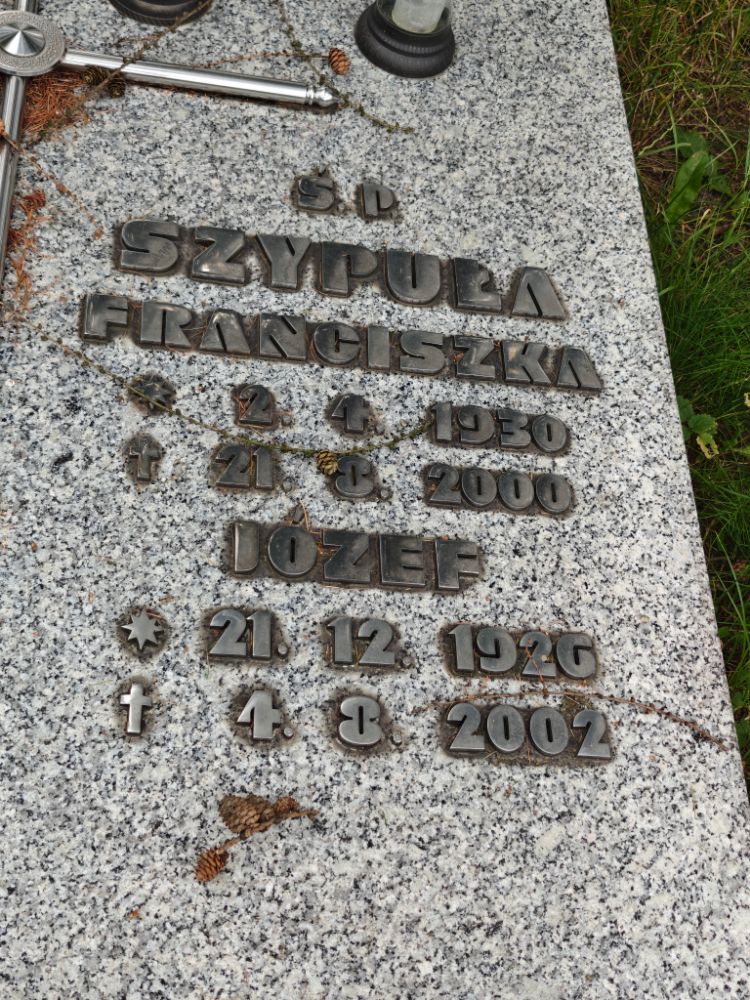 Ś. P.
SZYPUŁA
FRANCISZKA
* 2. 4. 1930
† 21. 8. 2000
JÓZEF
* 21. 12. 1926
† 4. 8. 2002